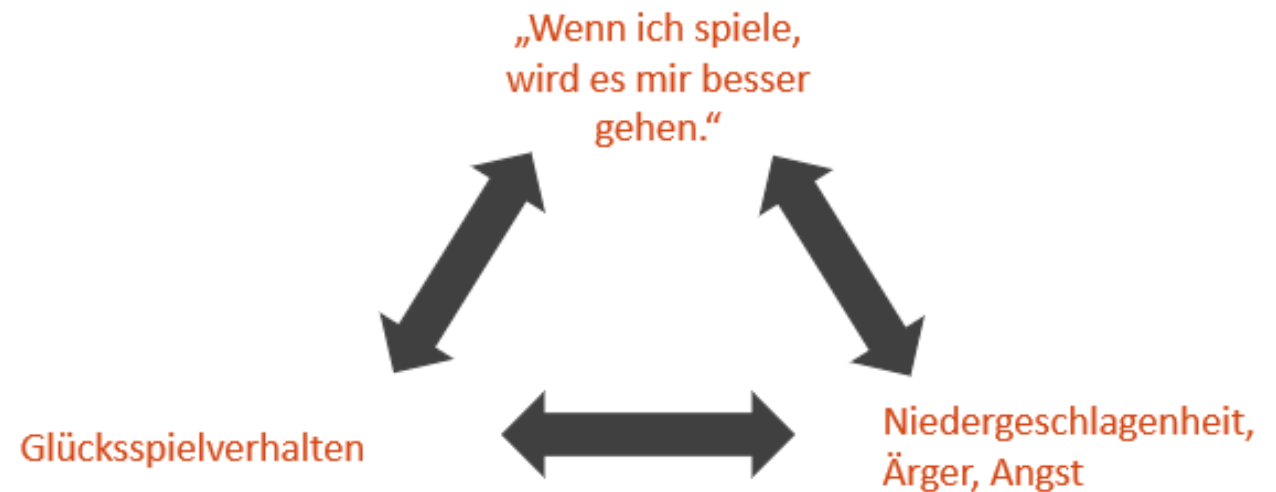 „Wenn ich spiele,
wird es mir besser
gehen.“
Glücksspielverhalten
Niedergeschlagenheit,
Ärger, Angst